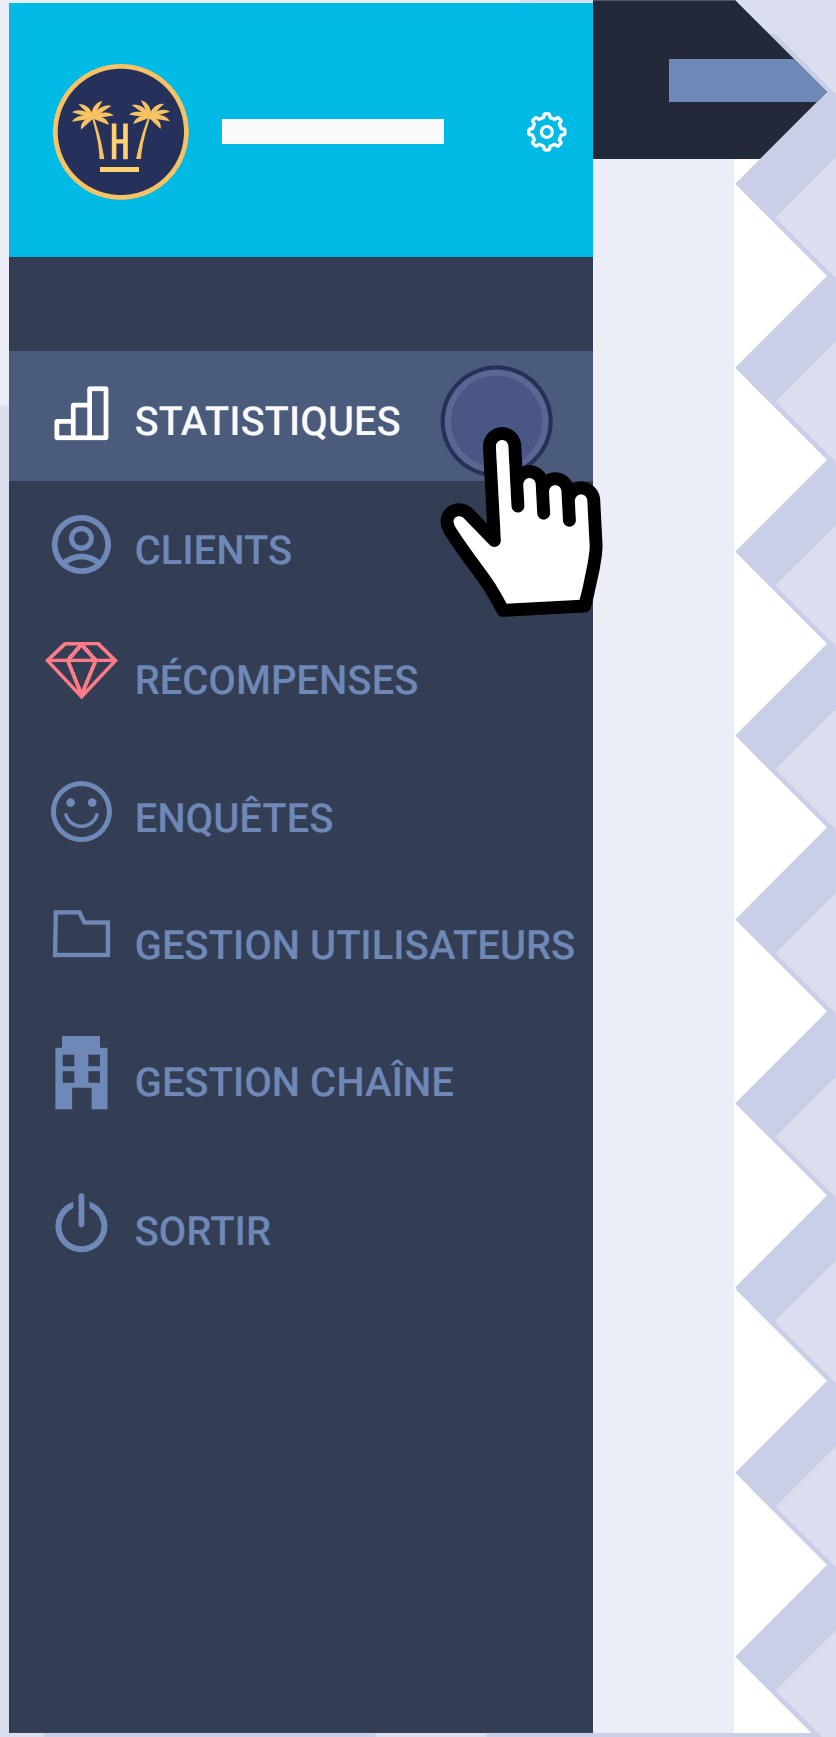 H
STATISTIQUES
CLIENTS
RÉCOMPENSES
ENQUÊTES
GESTION UTILISATEURS
GESTION CHAÎNE
SORTIR